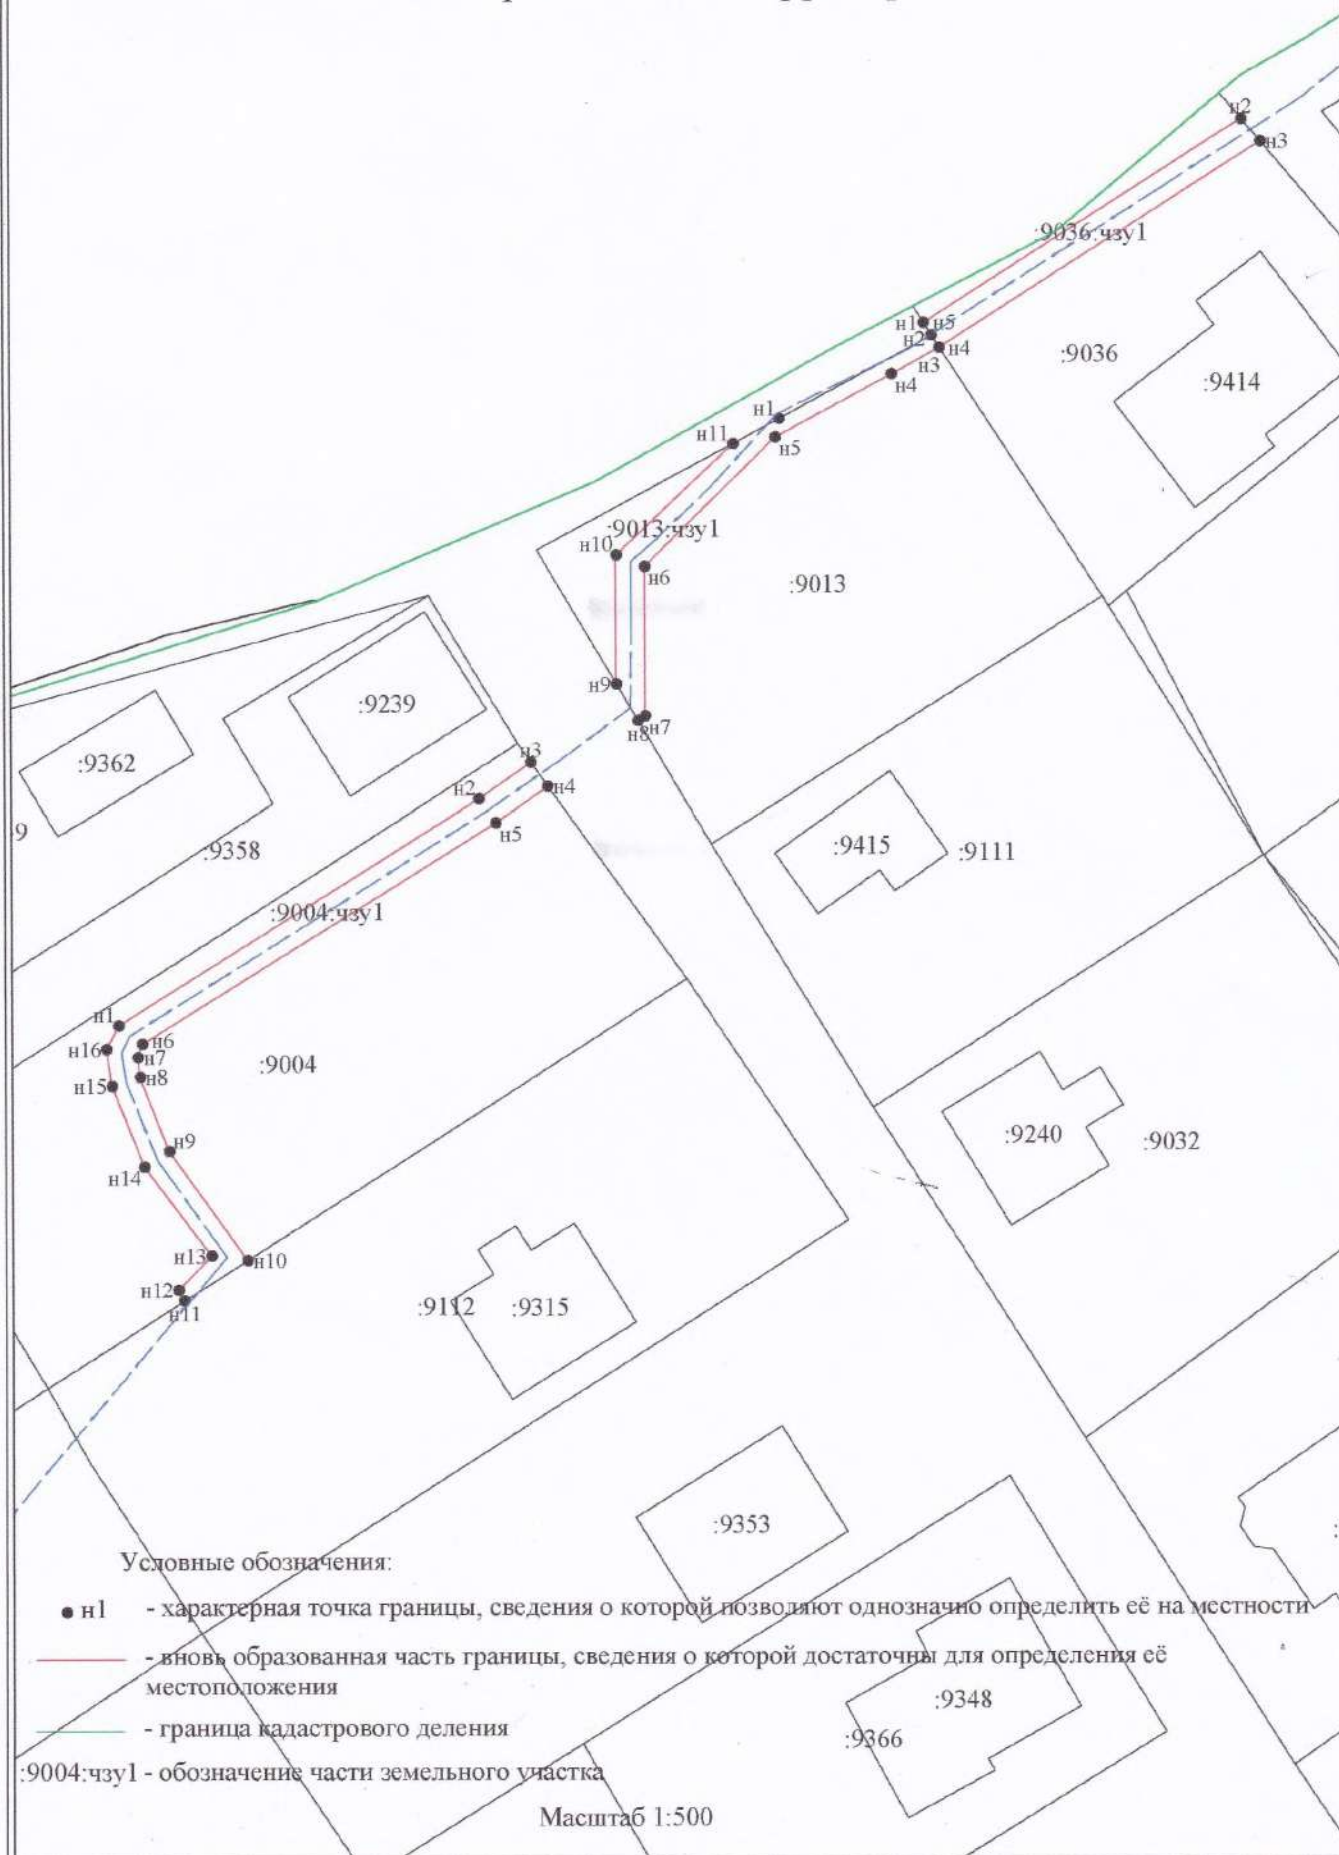 н2
н3
:9036:чзу1
н1 н5
н2
н4
н3
:9036
н4
:9414
н1
н11
н5
:9013:чзу1
н10
н6
:9013
н9
:9239
н8 н7
н3
:9362
н2
н4
н5
9
:9358
:9415
:9111
:9004:чзу1
н1
н16
н6
н7
:9004
н8
н15
н9
:9240
:9032
н14
н13
н10
н12
н11
:9112
:9315
:9353
Условные обозначения:
н1 - характерная точка границы, сведения о которой позволяют однозначно определить её на местности
- вновь образованная часть границы, сведения о которой достаточны для определения её
местоположения
:9348
- граница кадастрового деления
:9366
:9004:чзу1 - обозначение части земельного участка
Масштаб 1:500